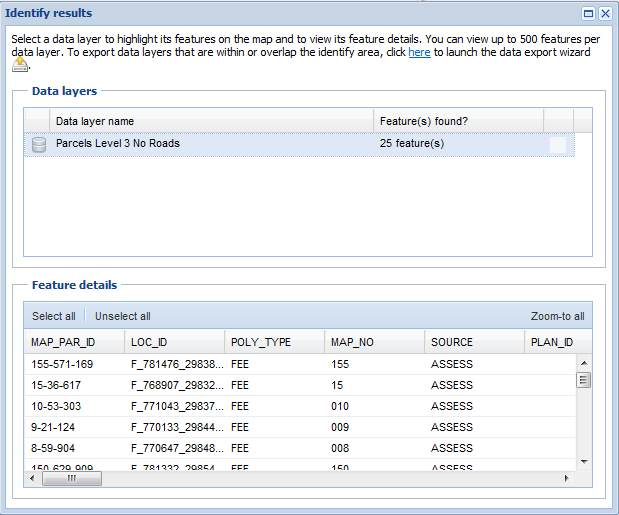 Identify results
Select a data layer to highlight its features on the map and to view its feature details. You can view up to 500 features per
data layer. To export data layers that are within or overlap the identify area, click here to launch the data export wizard
.
Data layers
Data layer name Feature(s) found?
Parcels Level 3 No Roads 25 feature(s)
Feature details
Select all Unselect all Zoom-to all
MAP_PAR_ID LOC_ID POLY_TYPE MAP_NO SOURCE PLAN_ID
155-571-169 F_781476_29838... FEE 155 ASSESS
15-36-617 F_768907_29832... FEE 15 ASSESS
10-53-303 F_771043_29837... FEE 010 ASSESS
9-21-124 F_770133_29844... FEE 009 ASSESS
8-59-904 F_770647_29848... FEE 008 ASSESS
150-629-909 F_781332_29854... FEE 150 ASSESS